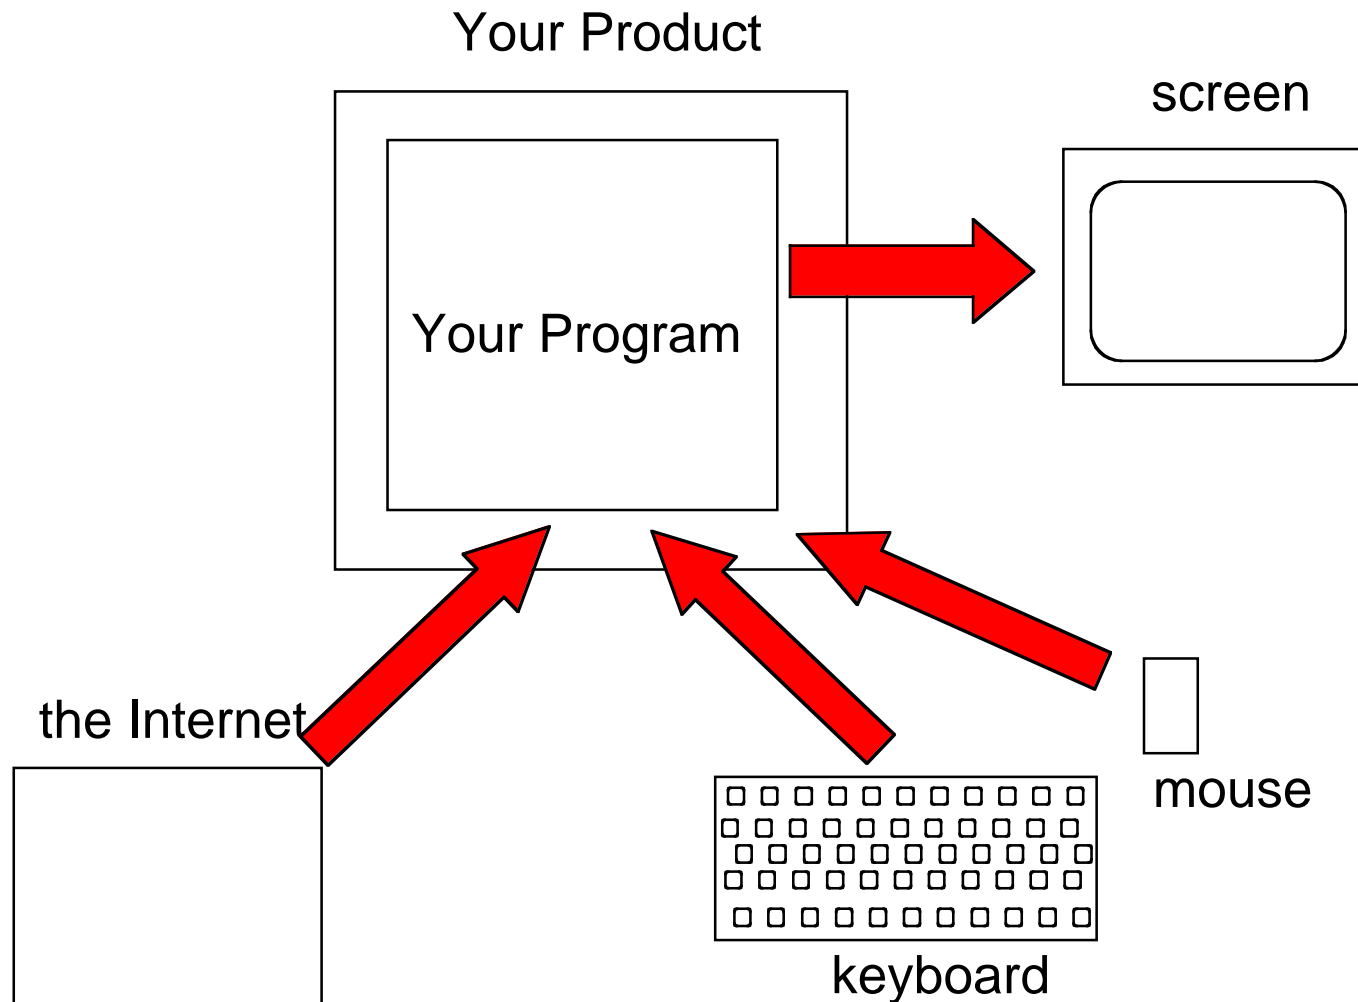 Your Product
screen
Your Program
the Internet
mouse
keyboard